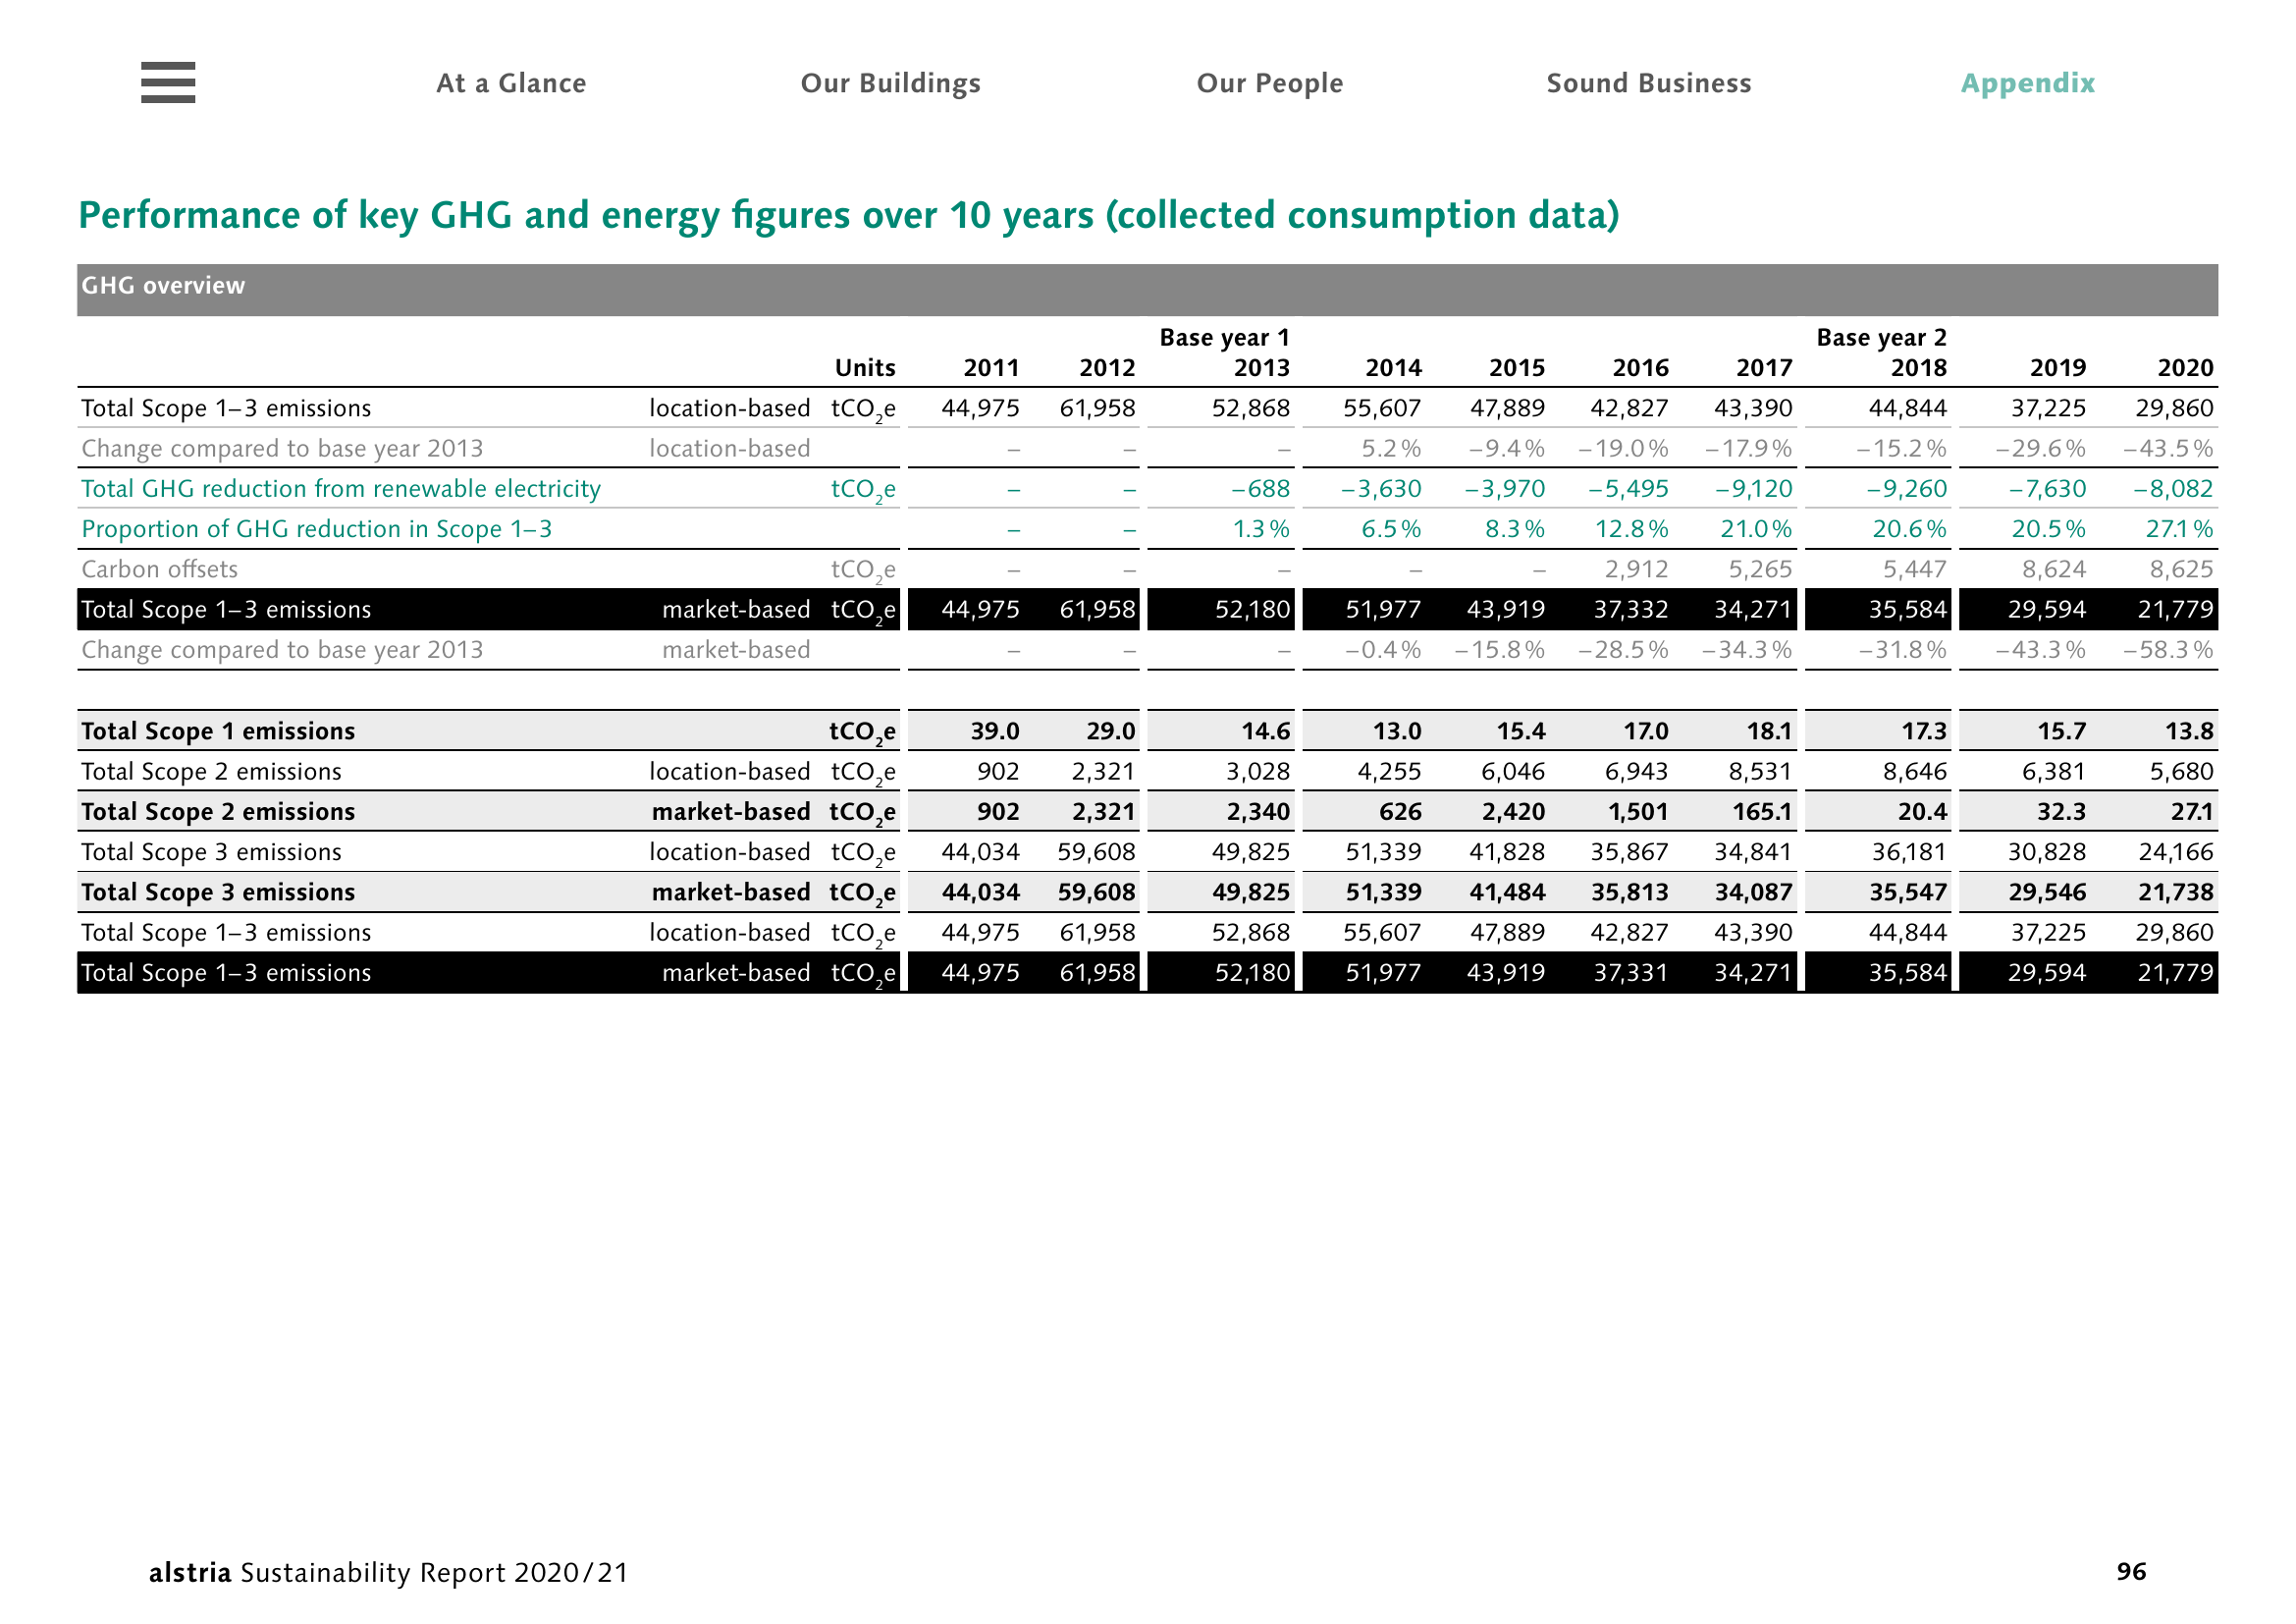 At a Glance Our Buildings Our People Sound Business Appendix
Performance of key GHG and energy figures over 10 years (collected consumption data)
GHG overview
Base year 1 Base year 2
Units 2011 2012 2013 2014 2015 2016 2017 2018 2019 2020
Total Scope 1–3 emissions location-based tCO₂e 44,975 61,958 52,868 55,607 47,889 42,827 43,390 44,844 37,225 29,860
Change compared to base year 2013 location-based – – – 5.2 % –9.4 % –19.0 % –17.9 % –15.2 % –29.6 % –43.5 %
Total GHG reduction from renewable electricity tCO₂e – – –688 –3,630 –3,970 –5,495 –9,120 –9,260 –7,630 –8,082
Proportion of GHG reduction in Scope 1–3 – – 1.3 % 6.5 % 8.3 % 12.8 % 21.0 % 20.6 % 20.5 % 27.1 %
Carbon offsets tCO₂e – – – – – 2,912 5,265 5,447 8,624 8,625
Total Scope 1–3 emissions market-based tCO₂e 44,975 61,958 52,180 51,977 43,919 37,332 34,271 35,584 29,594 21,779
Change compared to base year 2013 market-based – – – –0.4 % –15.8 % –28.5 % –34.3 % –31.8 % –43.3 % –58.3 %
Total Scope 1 emissions tCO₂e 39.0 29.0 14.6 13.0 15.4 17.0 18.1 17.3 15.7 13.8
Total Scope 2 emissions location-based tCO₂e 902 2,321 3,028 4,255 6,046 6,943 8,531 8,646 6,381 5,680
Total Scope 2 emissions market-based tCO₂e 902 2,321 2,340 626 2,420 1,501 165.1 20.4 32.3 27.1
Total Scope 3 emissions location-based tCO₂e 44,034 59,608 49,825 51,339 41,828 35,867 34,841 36,181 30,828 24,166
Total Scope 3 emissions market-based tCO₂e 44,034 59,608 49,825 51,339 41,484 35,813 34,087 35,547 29,546 21,738
Total Scope 1–3 emissions location-based tCO₂e 44,975 61,958 52,868 55,607 47,889 42,827 43,390 44,844 37,225 29,860
Total Scope 1–3 emissions market-based tCO₂e 44,975 61,958 52,180 51,977 43,919 37,331 34,271 35,584 29,594 21,779
alstria Sustainability Report 2020/21 96